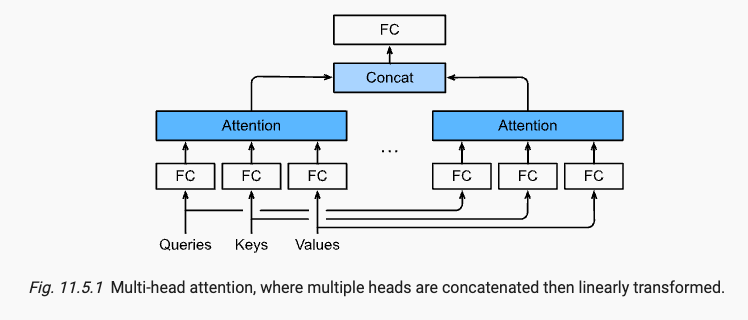 FC
Concat
Attention Attention
...
FC FC FC FC FC FC
Queries Keys Values
Fig. 11.5.1 Multi-head attention, where multiple heads are concatenated then linearly transformed.